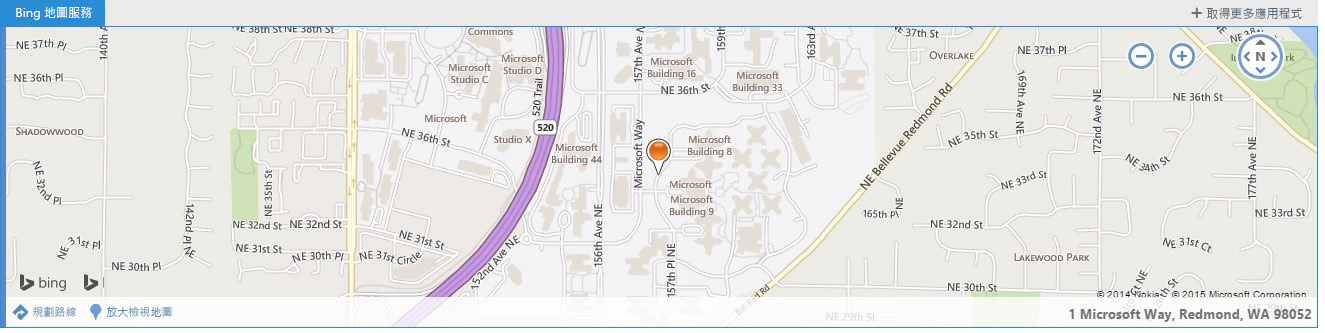 Bing 地圖服務
取得更多應用程式
NE 37th Pl
140th A
NE 38th St
NE 38th St
Commons
Microsoft
Studio D
Microsoft
Studio C
520 Trail
157th Ave N
Microsoft
Building 16
159th
163rd A
Microsoft
Building 33
OVERLAKE
NE 37th Pl
N
NE 36th Pl
NE 36th St
169th Ave NE
172nd Ave NE
NE 36th St
SHADOWWOOD
NE 36th St
Microsoft
Studio X
520
Microsoft
Building 44
Microsoft Way
Microsoft
Building 8
NE Bellevue Redmond Rd
NE 35th St
NE 34th St
177th Ave NE
NE 32nd Pl
NE 35th St
Microsoft
Microsoft
Building 9
NE 33rd St
165th Pl
NE
NE 33rd St
142nd Pl NE
NE 32nd St
NE 32nd St
156th Ave NE
NE 32nd St
NE 31st Pl
NE 31st St
NE 31st St
NE 31st Ct
NE 30th Pl
NE 30th Pl
NE 31st Circle
152nd Ave NE
157th Pl NE
LAKEWOOD PARK
bing
b
Bel Red Rd
NE 30th St
© 2014 Nokia
© 2015 Microsoft Corporation
規劃路線
放大檢視地圖
NE 29th St
NE 29th St
1 Microsoft Way, Redmond, WA 98052